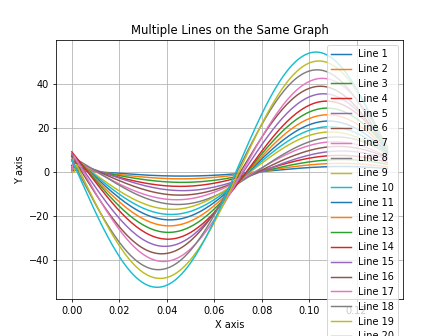 Multiple Lines on the Same Graph
Y axis
40
20
0
−20
−40
0.00
0.02
0.04
0.06
0.08
0.10
X axis
Line 1
Line 2
Line 3
Line 4
Line 5
Line 6
Line 7
Line 8
Line 9
Line 10
Line 11
Line 12
Line 13
Line 14
Line 15
Line 16
Line 17
Line 18
Line 19
Line 20